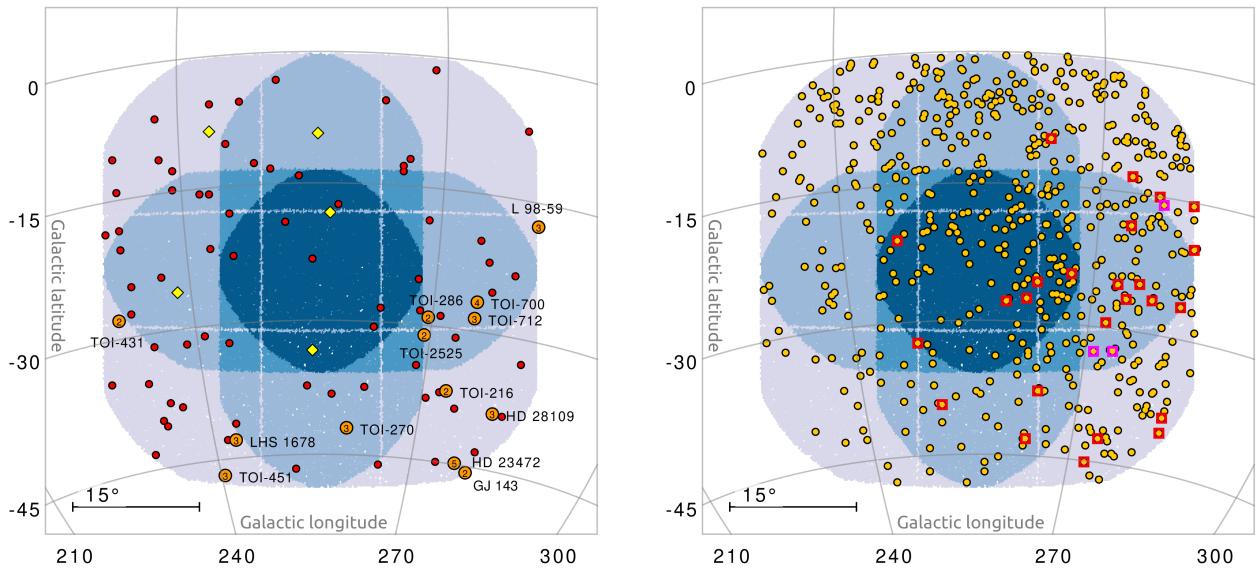 0
-15
-30
-45
Galactic latitude
L 98-59
3
TOI-286
4
TOI-700
2
3
TOI-712
2
TOI-431
2
TOI-2525
3
TOI-216
3
HD 28109
3
TOI-270
3
LHS 1678
5
HD 23472
3
TOI-451
2
GJ 143
15°
Galactic longitude
210
240
270
300
0
-15
-30
-45
Galactic latitude
15°
Galactic longitude
210
240
270
300